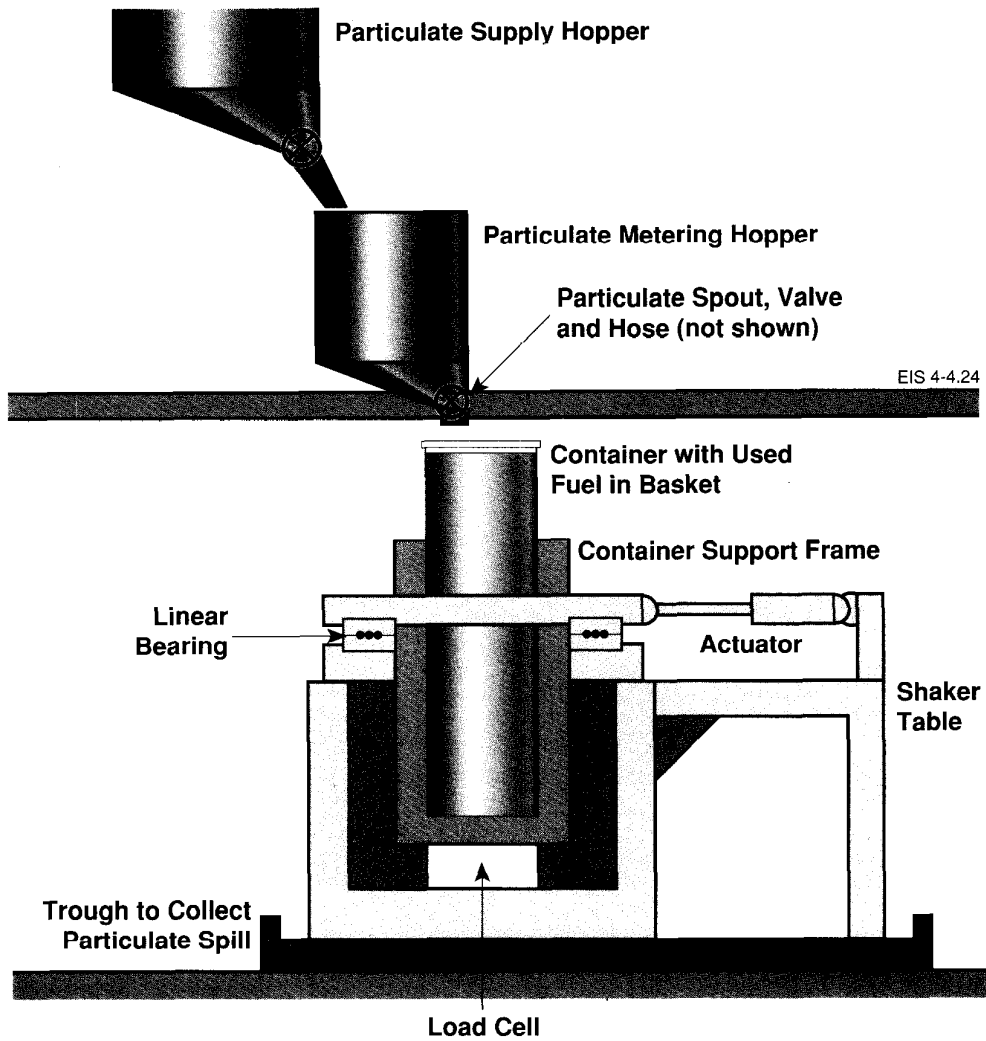 Particulate Supply Hopper
Particulate Metering Hopper
Particulate Spout, Valve
and Hose (not shown)
EIS 4-4.24
Container with Used
Fuel in Basket
Container Support Frame
Linear
Bearing
Actuator
Shaker
Table
Trough to Collect
Particulate Spill
Load Cell